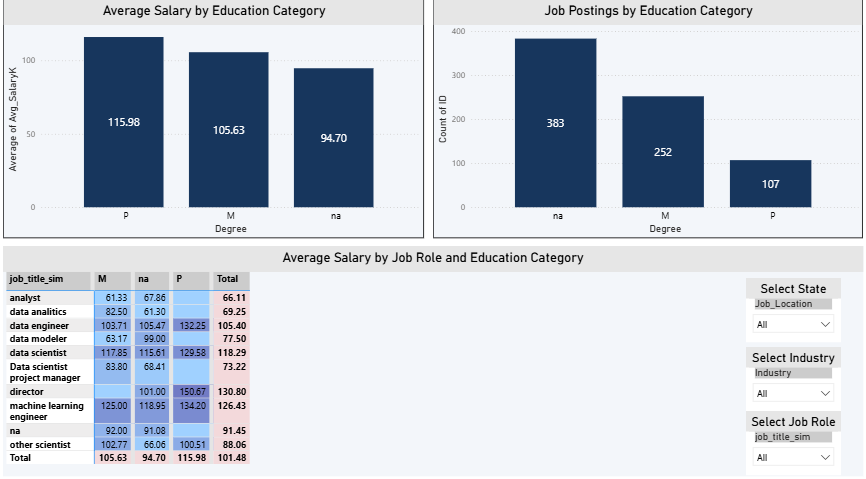 Average Salary by Education Category
Average of Avg_SalaryK
100
50
0
115.98
105.63
94.70
P M na
Degree
Job Postings by Education Category
Count of ID
400
300
200
100
0
383
252
107
na M P
Degree
Average Salary by Job Role and Education Category
job_title_sim M na P Total
analyst 61.33 67.86 66.11
data analitics 82.50 61.30 69.25
data engineer 103.71 105.47 132.25 105.40
data modeler 63.17 99.00 77.50
data scientist 117.85 115.61 129.58 118.29
Data scientist 83.80 68.41 73.22
project manager
director 101.00 150.67 130.80
machine learning 125.00 118.95 134.20 126.43
engineer
na 92.00 91.08 91.45
other scientist 102.77 66.06 100.51 88.06
Total 105.63 94.70 115.98 101.48
Select State
Job_Location
All
Select Industry
Industry
All
Select Job Role
job_title_sim
All